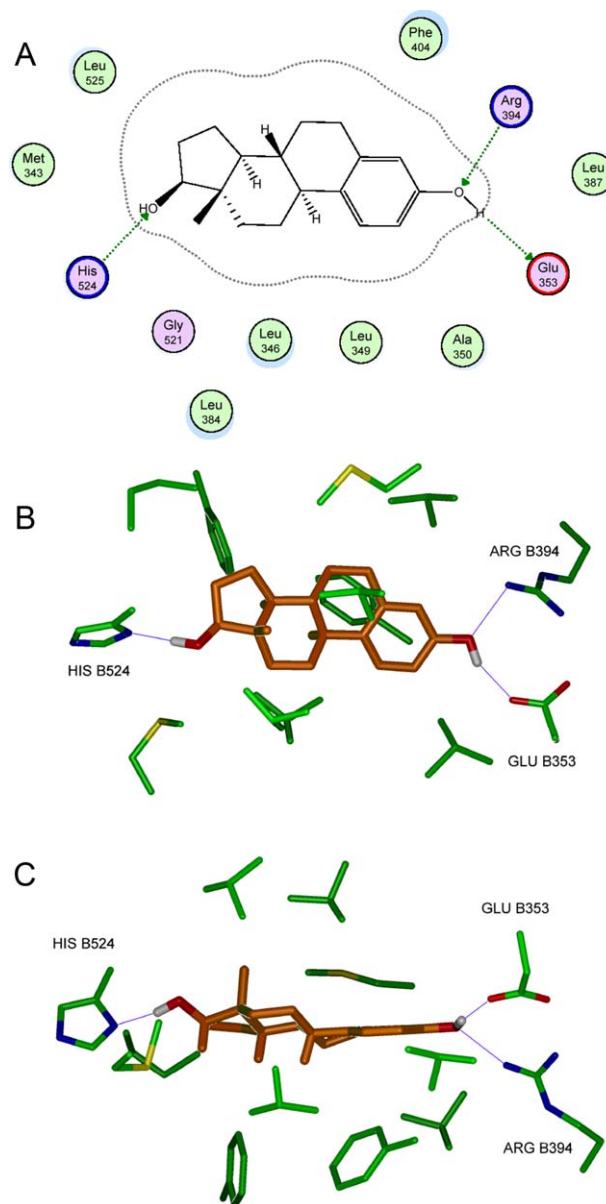 A
Phe
404
Leu
525
Arg
394
Met
343
H
H
H
HO
O
H
Leu
387
His
524
Glu
353
Gly
521
Leu
346
Leu
349
Ala
350
Leu
384
B
ARG B394
HIS B524
GLU B353
C
GLU B353
HIS B524
ARG B394